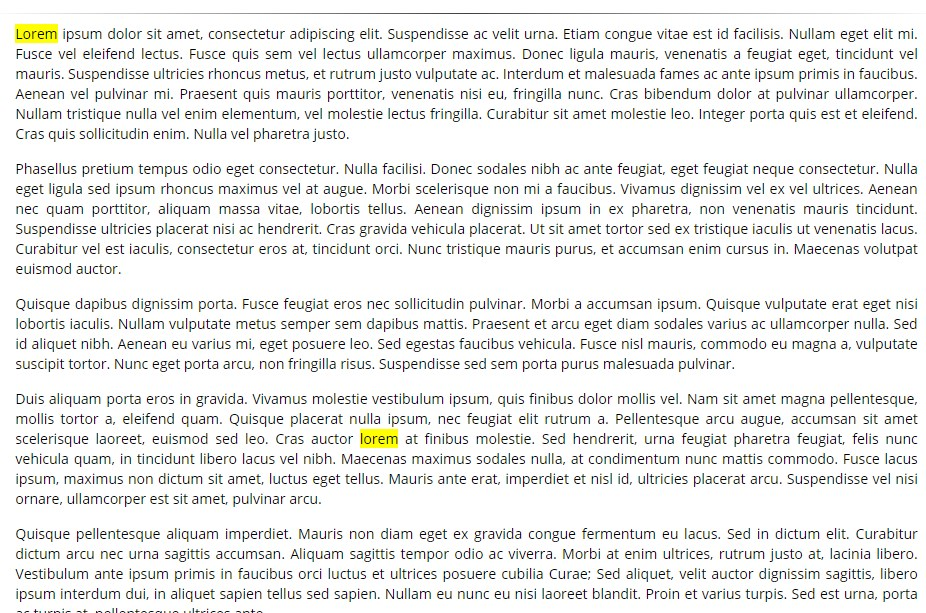 Lorem ipsum dolor sit amet, consectetur adipiscing elit. Suspendisse ac velit urna. Etiam congue vitae est id facilisis. Nullam eget elit mi.
Fusce vel eleifend lectus. Fusce quis sem vel lectus ullamcorper maximus. Donec ligula mauris, venenatis a feugiat eget, tincidunt vel
mauris. Suspendisse ultricies rhoncus metus, et rutrum justo vulputate ac. Interdum et malesuada fames ac ante ipsum primis in faucibus.
Aenean vel pulvinar mi. Praesent quis mauris porttitor, venenatis nisi eu, fringilla nunc. Cras bibendum dolor at pulvinar ullamcorper.
Nullam tristique nulla vel enim elementum, vel molestie lectus fringilla. Curabitur sit amet molestie leo. Integer porta quis est et eleifend.
Cras quis sollicitudin enim. Nulla vel pharetra justo.
Phasellus pretium tempus odio eget consectetur. Nulla facilisi. Donec sodales nibh ac ante feugiat, eget feugiat neque consectetur. Nulla
eget ligula sed ipsum rhoncus maximus vel at augue. Morbi scelerisque non mi a faucibus. Vivamus dignissim vel ex vel ultrices. Aenean
nec quam porttitor, aliquam massa vitae, lobortis tellus. Aenean dignissim ipsum in ex pharetra, non venenatis mauris tincidunt.
Suspendisse ultricies placerat nisi ac hendrerit. Cras gravida vehicula placerat. Ut sit amet tortor sed ex tristique iaculis ut venenatis lacus.
Curabitur vel est iaculis, consectetur eros at, tincidunt orci. Nunc tristique mauris purus, et accumsan enim cursus in. Maecenas volutpat
euismod auctor.
Quisque dapibus dignissim porta. Fusce feugiat eros nec sollicitudin pulvinar. Morbi a accumsan ipsum. Quisque vulputate erat eget nisi
lobortis iaculis. Nullam vulputate metus semper sem dapibus mattis. Praesent et arcu eget diam sodales varius ac ullamcorper nulla. Sed
id aliquet nibh. Aenean eu varius mi, eget posuere leo. Sed egestas faucibus vehicula. Fusce nisl mauris, commodo eu magna a, vulputate
suscipit tortor. Nunc eget porta arcu, non fringilla risus. Suspendisse sed sem porta purus malesuada pulvinar.
Duis aliquam porta eros in gravida. Vivamus molestie vestibulum ipsum, quis finibus dolor mollis vel. Nam sit amet magna pellentesque,
mollis tortor a, eleifend quam. Quisque placerat nulla ipsum, nec feugiat elit rutrum a. Pellentesque arcu augue, accumsan sit amet
scelerisque laoreet, euismod sed leo. Cras auctor lorem at finibus molestie. Sed hendrerit, urna feugiat pharetra feugiat, felis nunc
vehicula quam, in tincidunt libero lacus vel nibh. Maecenas maximus sodales nulla, at condimentum nunc mattis commodo. Fusce lacus
ipsum, maximus non dictum sit amet, luctus eget tellus. Mauris ante erat, imperdiet et nisl id, ultricies placerat arcu. Suspendisse vel nisi
ornare, ullamcorper est sit amet, pulvinar arcu.
Quisque pellentesque aliquam imperdiet. Mauris non diam eget ex gravida congue fermentum eu lacus. Sed in dictum elit. Curabitur
dictum arcu nec urna sagittis accumsan. Aliquam sagittis tempor odio ac viverra. Morbi at enim ultrices, rutrum justo at, lacinia libero.
Vestibulum ante ipsum primis in faucibus orci luctus et ultrices posuere cubilia Curae; Sed aliquet, velit auctor dignissim sagittis, libero
ipsum interdum dui, in aliquet sapien tellus sed sapien. Nullam eu nunc eu nisi laoreet blandit. Proin et varius turpis. Sed est urna, porta
ac turpis at, pellentesque ultrices ante.